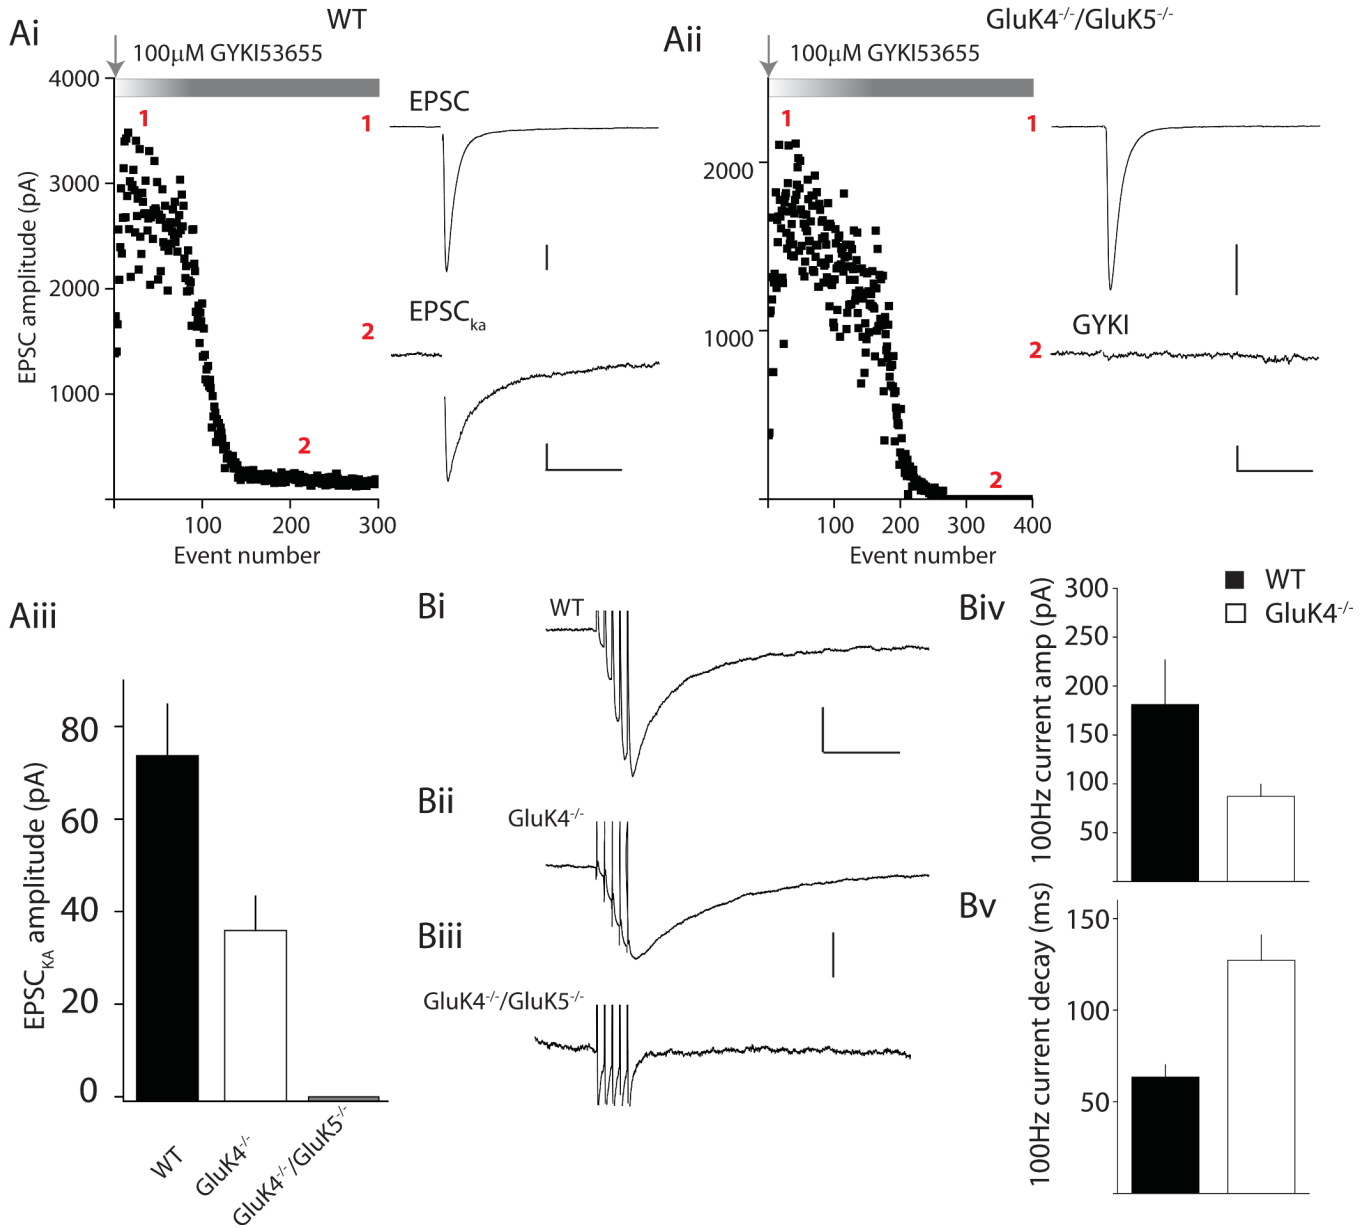 Ai
WT
100μM GYKI53655
EPSC amplitude (pA)
4000
3000
2000
1000
100
200
300
Event number
1
2
1
EPSC
2
EPSCka
Aii
GluK4-/-/GluK5-/-
100μM GYKI53655
2000
1000
100
200
300
400
Event number
1
2
1
2
GYKI
Aiii
EPSCKA amplitude (pA)
80
60
40
20
0
WT
GluK4-/-
GluK4-/-/GluK5-/-
Bi
WT
Bii
GluK4-/-
Biii
GluK4-/-/GluK5-/-
Biv
WT
GluK4-/-
100Hz current amp (pA)
300
250
200
150
100
50
Bv
100Hz current decay (ms)
150
100
50